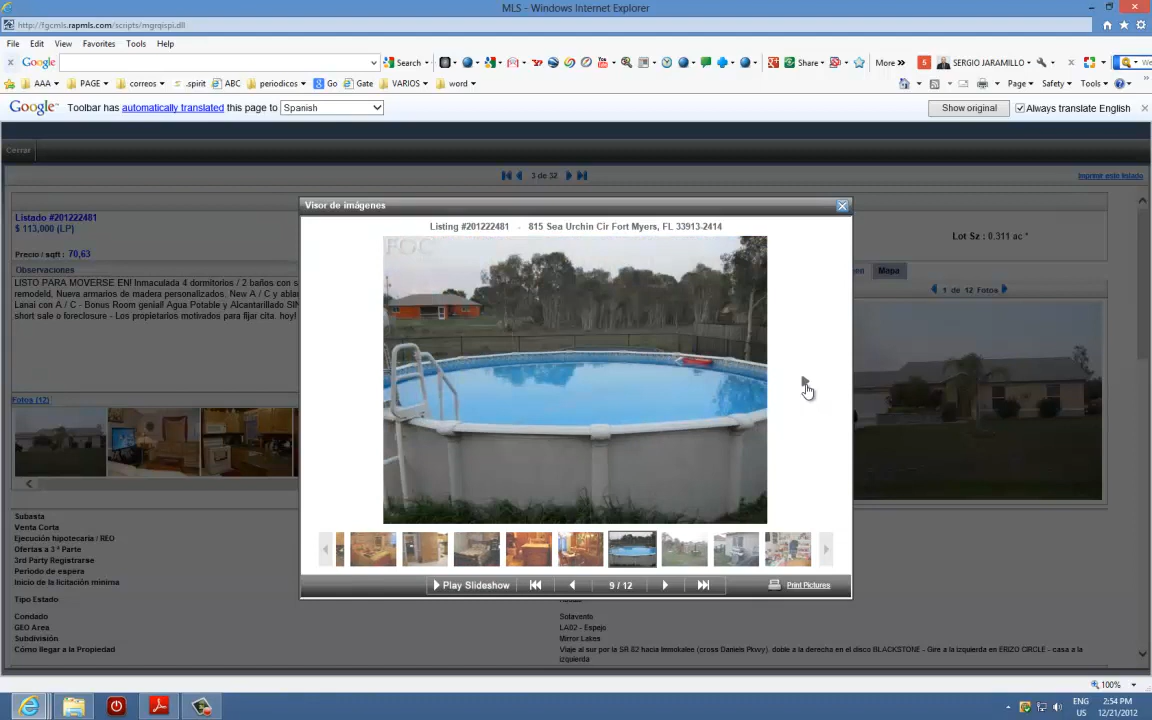 MLS - Windows Internet Explorer
http://fgcmls.rapmls.com/scripts/mgrqispi.dll
File Edit View Favorites Tools Help
Google Search Share More » 5 SERGIO JARAMILLO
AAA PAGE correos .spirit ABC periodicos Go Gate VARIOS word Page Safety Tools
Google Toolbar has automatically translated this page to Spanish Show original Always translate English
Cerrar
3 de 32 Imprimir este listado
Listado #201222481
$ 113,000 (LP)
Precio / sqft : 70,63
Lot Sz : 0.311 ac *
Observaciones
Mapa
LISTO PARA MOVERSE EN! Inmaculada 4 dormitorios / 2 baños con s
remodeld, Nueva armarios de madera personalizados. New A / C y
Lanai con A / C - Bonus Room genial! Agua Potable y Alcantarillado
short sale o foreclosure - Los propietarios motivados para fijar cita. hoy!
1 de 12 Fotos
Fotos (12)
Visor de imágenes
Listing #201222481 - 815 Sea Urchin Cir Fort Myers, FL 33913-2414
Play Slideshow 9 / 12 Print Pictures
Subasta
Venta Corta
Ejecución hipotecaria / REO
Ofertas a 3 ª Parte
3rd Party Registrarse
Período de espera
Inicio de la licitación mínima
Tipo Estado
Condado Sotavento
GEO Area LA02 - Espejo
Subdivisión Mirror Lakes
Cómo llegar a la Propiedad Viaje al sur por la SR 82 hacia Immokalee (cross Daniels Pkwy). doble a la derecha en el disco BLACKSTONE - Gire a la izquierda en ERIZO CIRCLE - casa a la
izquierda
100%
ENG 2:54 PM
US 12/21/2012